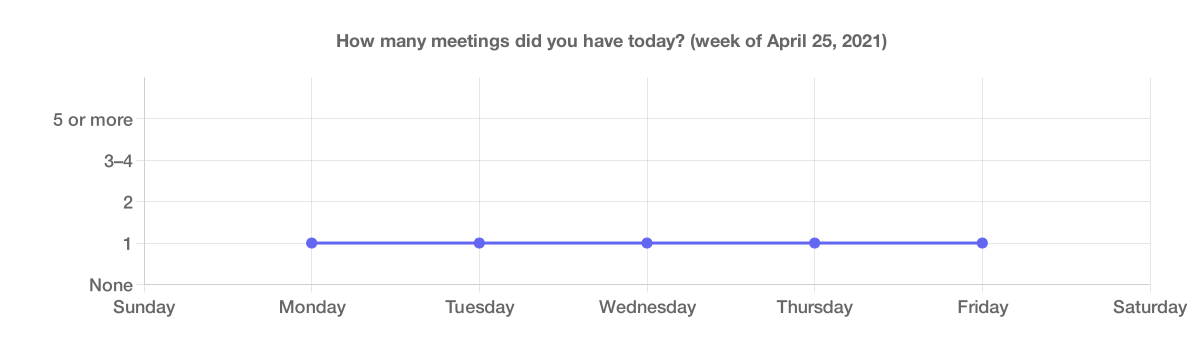 How many meetings did you have today? (week of April 25, 2021)
5 or more
3–4
2
1
None
Sunday Monday Tuesday Wednesday Thursday Friday Saturday